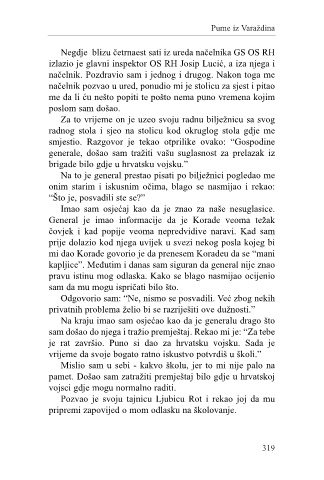 Pume iz Varaždina
Negdje blizu četrnaest sati iz ureda načelnika GS OS RH
izlazio je glavni inspektor OS RH Josip Lucić, a iza njega i
načelnik. Pozdravio sam i jednog i drugog. Nakon toga me
načelnik pozvao u ured, ponudio mi je stolicu za sjest i pitao
me da li ću nešto popiti te pošto nema puno vremena kojim
poslom sam došao.
Za to vrijeme on je uzeo svoju radnu bilježnicu sa svog
radnog stola i sjeo na stolicu kod okruglog stola gdje me
smjestio. Razgovor je tekao otprilike ovako: “Gospodine
generale, došao sam tražiti vašu suglasnost za prelazak iz
brigade bilo gdje u hrvatsku vojsku.”
Na to je general prestao pisati po bilježnici pogledao me
onim starim i iskusnim očima, blago se nasmijao i rekao:
“Što je, posvadili ste se?”
Imao sam osjećaj kao da je znao za naše nesuglasice.
General je imao informacije da je Korade veoma težak
čovjek i kad popije veoma nepredvidive naravi. Kad sam
prije dolazio kod njega uvijek u svezi nekog posla kojeg bi
mi dao Korade govorio je da prenesem Koradeu da se “mani
kapljice”. Međutim i danas sam siguran da general nije znao
pravu istinu mog odlaska. Kako se blago nasmijao ocijenio
sam da mu mogu ispričati bilo što.
Odgovorio sam: “Ne, nismo se posvadili. Već zbog nekih
privatnih problema želio bi se razriješiti ove dužnosti.”
Na kraju imao sam osjećao kao da je generalu drago što
sam došao do njega i tražio premještaj. Rekao mi je: “Za tebe
je rat završio. Puno si dao za hrvatsku vojsku. Sada je
vrijeme da svoje bogato ratno iskustvo potvrdiš u školi.”
Mislio sam u sebi - kakvo školu, jer to mi nije palo na
pamet. Došao sam zatražiti premještaj bilo gdje u hrvatskoj
vojsci gdje mogu normalno raditi.
Pozvao je svoju tajnicu Ljubicu Rot i rekao joj da mu
pripremi zapovijed o mom odlasku na školovanje.
319